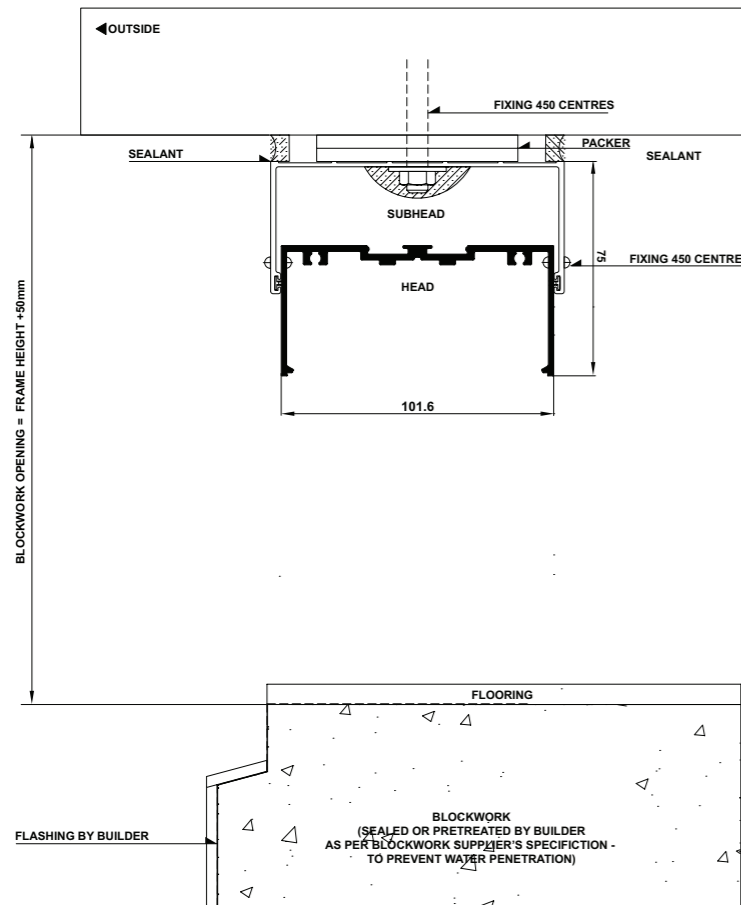 OUTSIDE
FIXING 450 CENTRES
PACKER
SEALANT
SEALANT
SUBHEAD
75
FIXING 450 CENTRE
HEAD
101.6
BLOCKWORK OPENING = FRAME HEIGHT +50mm
FLOORING
BLOCKWORK
(SEALED OR PRETREATED BY BUILDER
AS PER BLOCKWORK SUPPLIER'S SPECIFICTION -
TO PREVENT WATER PENETRATION)
FLASHING BY BUILDER